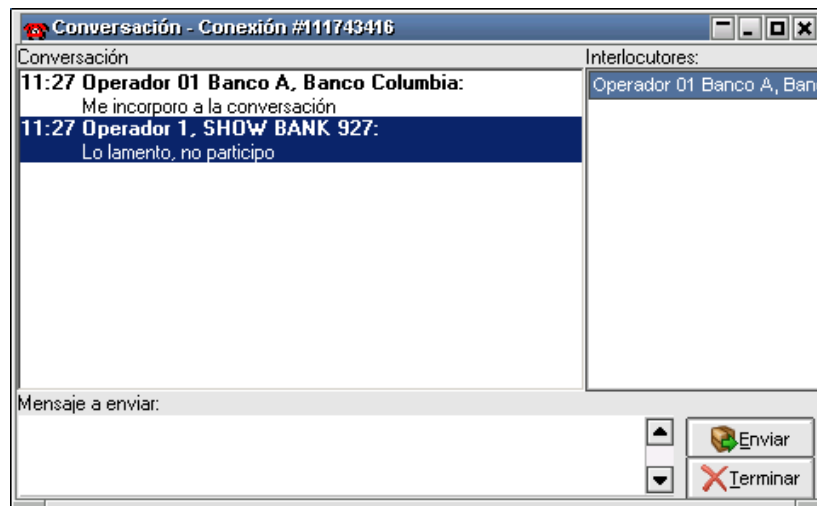 Conversación - Conexión #111743416
Conversación
Interlocutores:
11:27 Operador 01 Banco A, Banco Columbia:
Me incorporo a la conversación
11:27 Operador 1, SHOW BANK 927:
Lo lamento, no participo
Operador 01 Banco A, Ban
Mensaje a enviar:
Enviar
Terminar